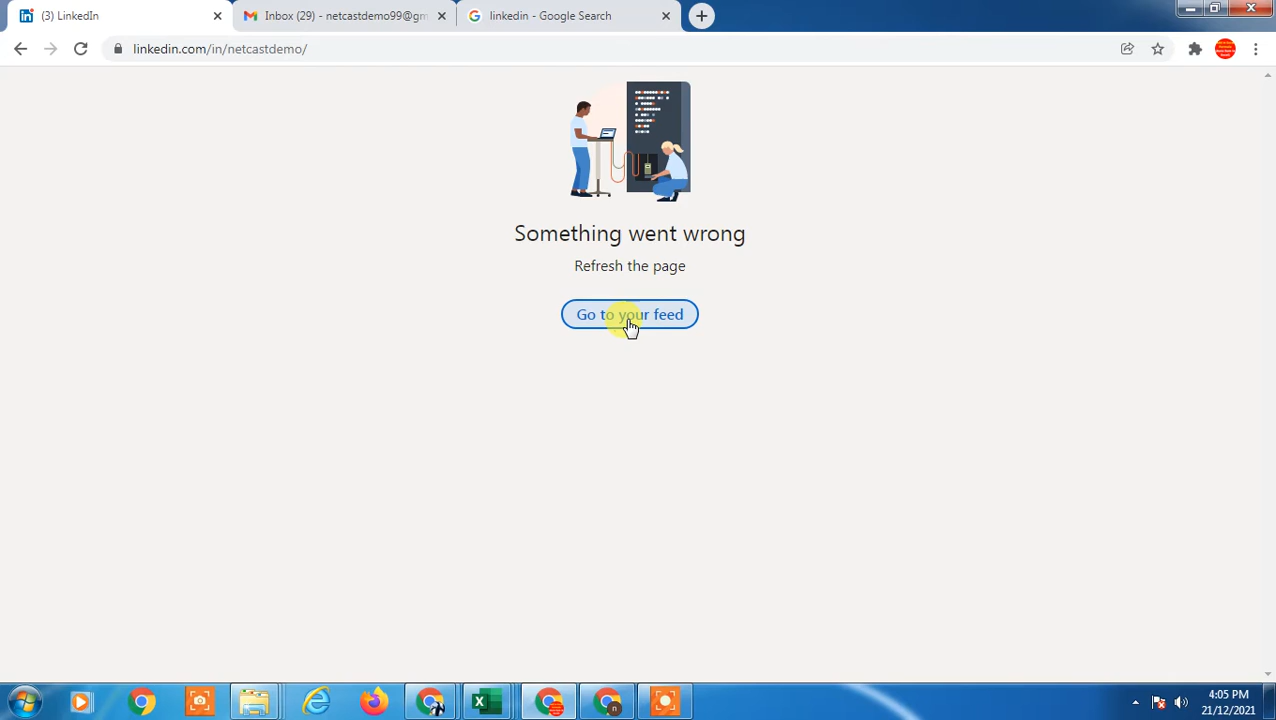 (3) LinkedIn
Inbox (29) - netcastdemo99@g
linkedin - Google Search
linkedin.com/in/netcastdemo/
Something went wrong
Refresh the page
Go to your feed
4:05 PM
21/12/2021